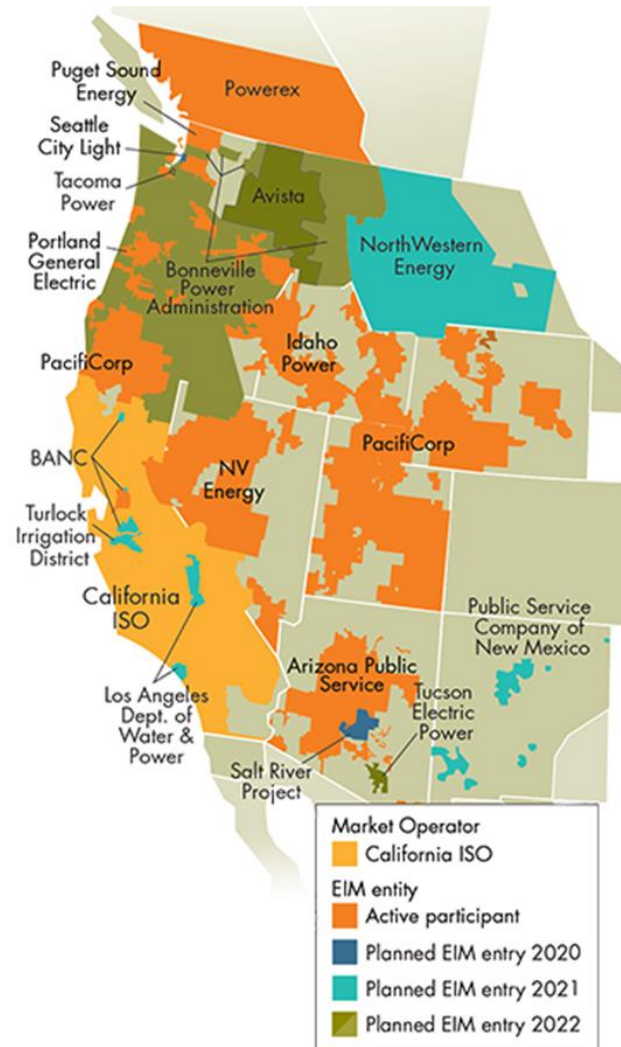 Puget Sound
Energy
Powerex
Seattle
City Light
Tacoma
Power
Avista
NorthWestern
Energy
Portland
General
Electric
Bonneville
Power
Administration
PacifiCorp
Idaho
Power
BANC
NV
Energy
PacifiCorp
Turlock
Irrigation
District
California
ISO
Public Service
Company of
New Mexico
Arizona Public
Service
Los Angeles
Dept. of
Water &
Power
Tucson
Electric
Power
Salt River
Project
Market Operator
California ISO
EIM entity
Active participant
Planned EIM entry 2020
Planned EIM entry 2021
Planned EIM entry 2022